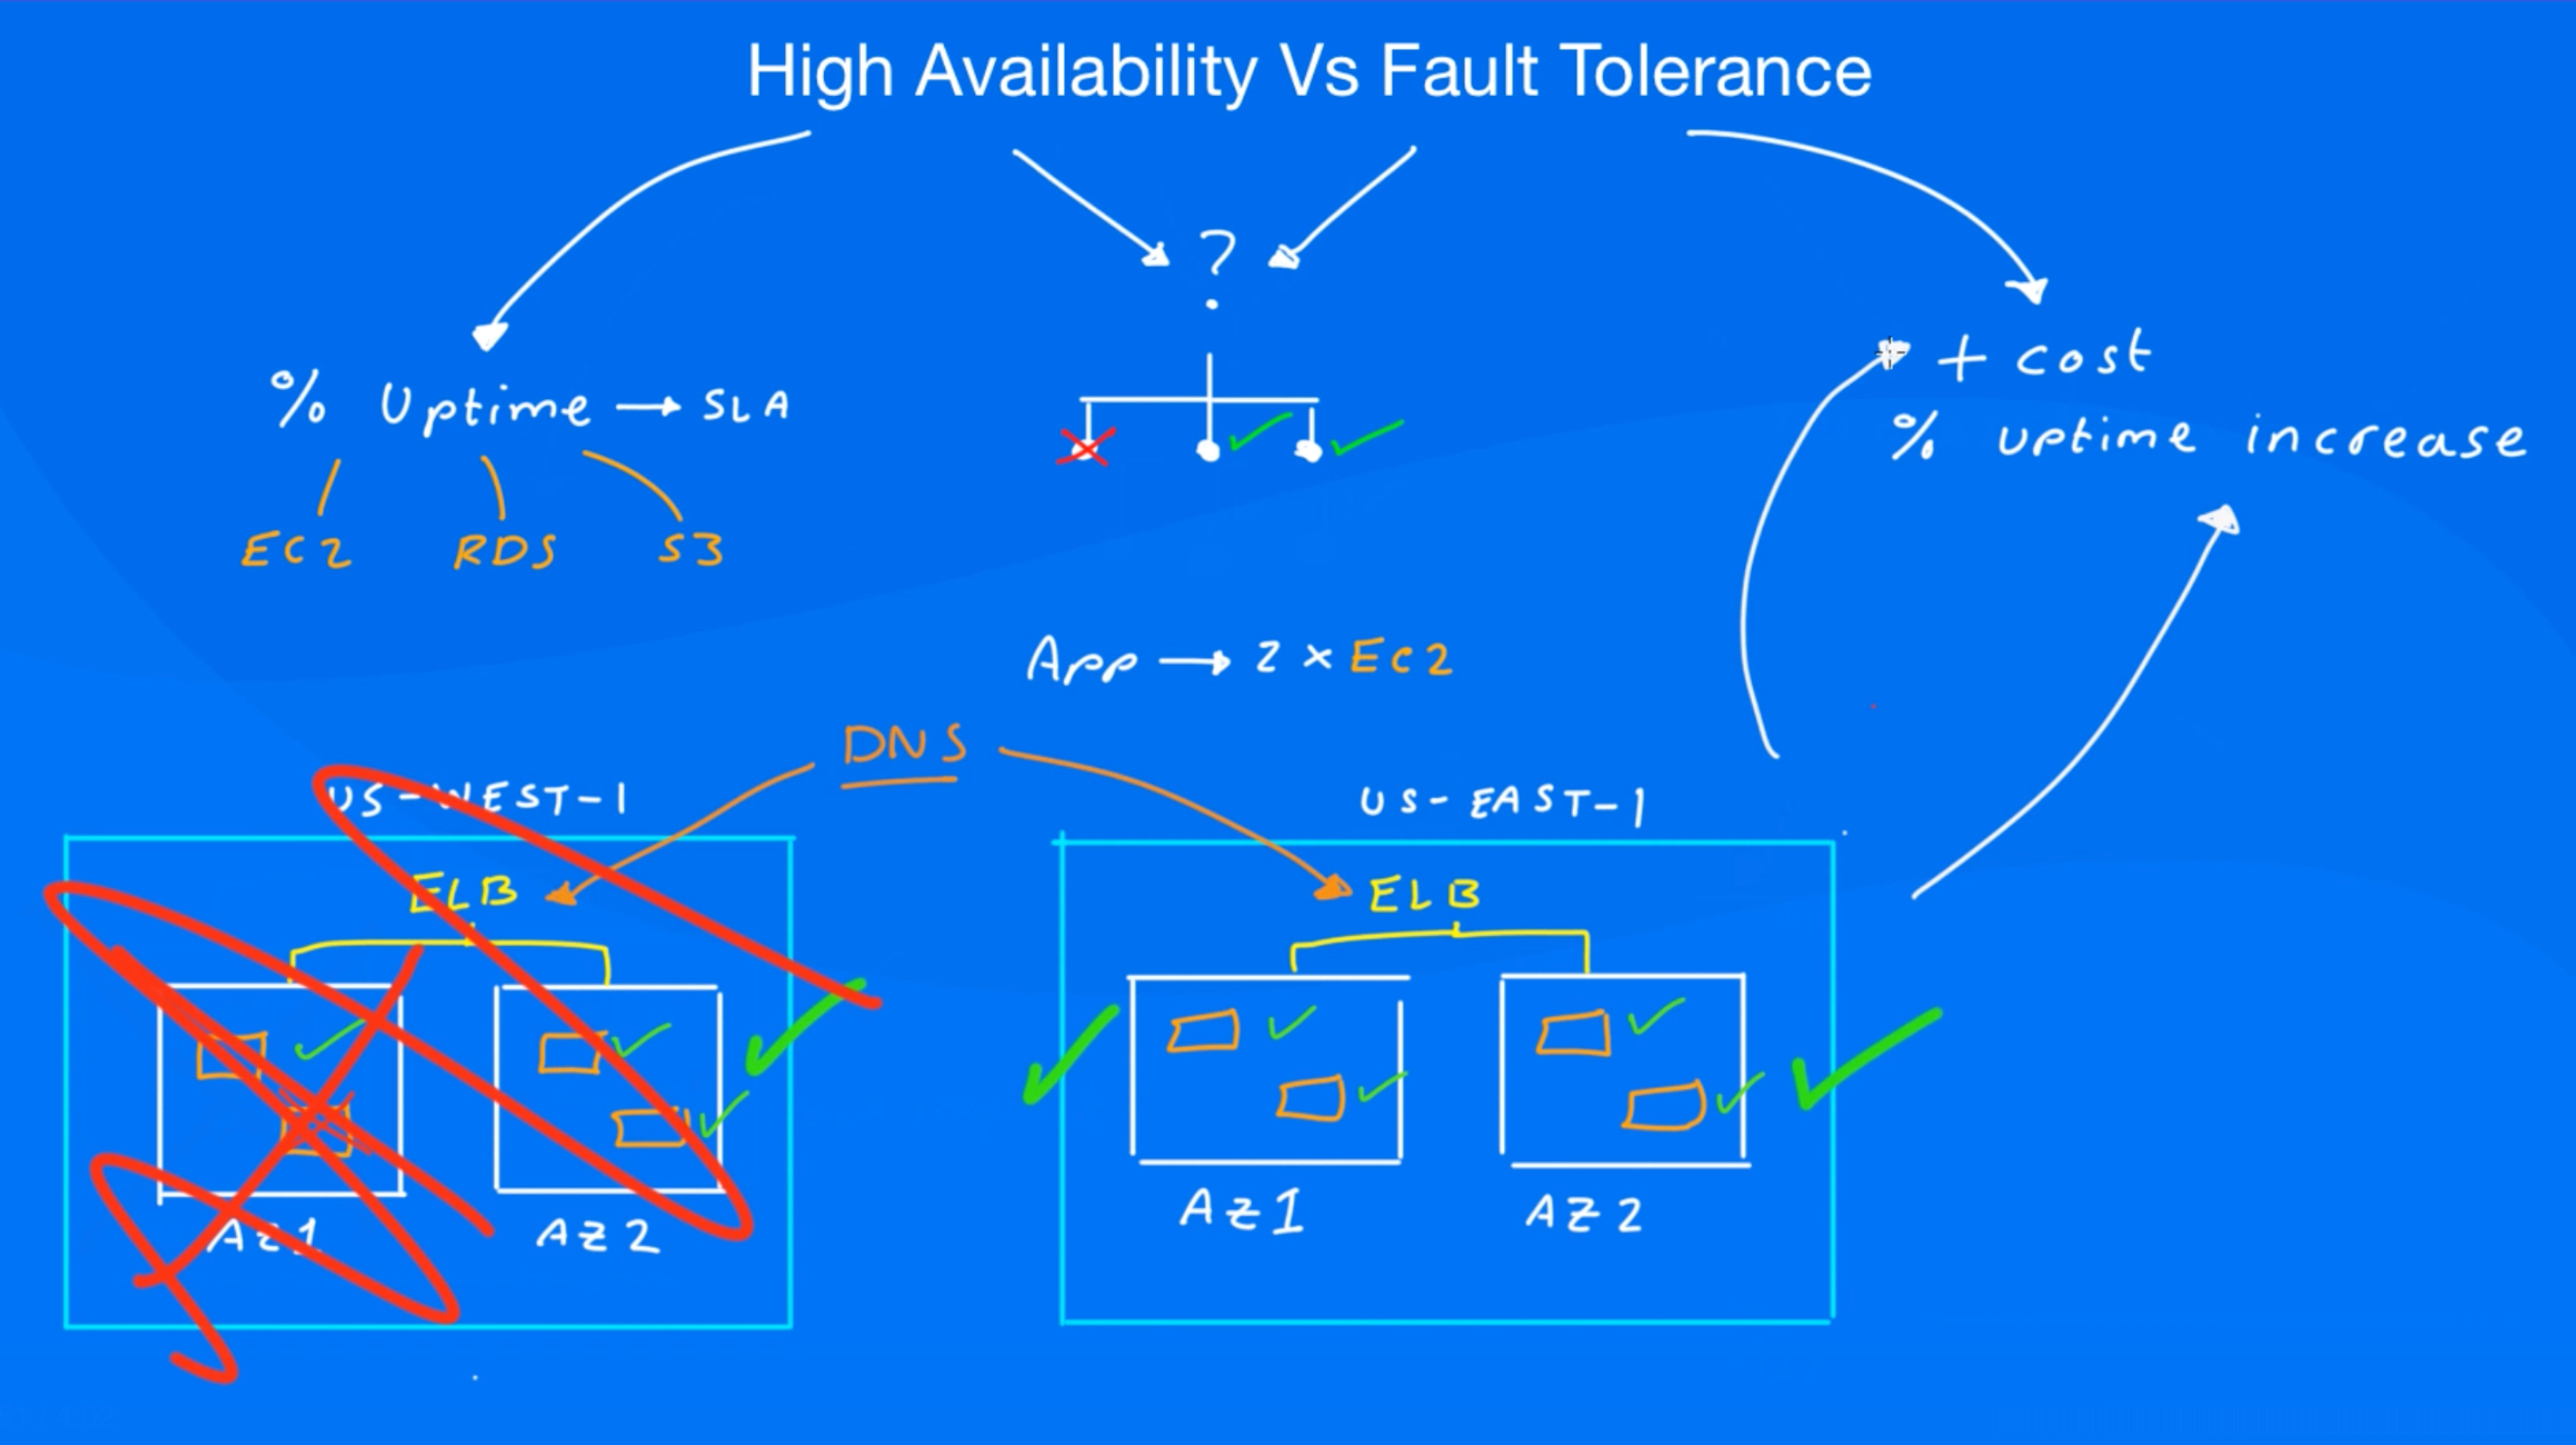 High Availability Vs Fault Tolerance
?
% Uptime → SLA
+ cost
% uptime increase
EC2 RDS S3
App → 2 x EC2
DNS
US-WEST-1
US-EAST-1
ELB
ELB
AZ1
AZ2
AZ1
AZ2